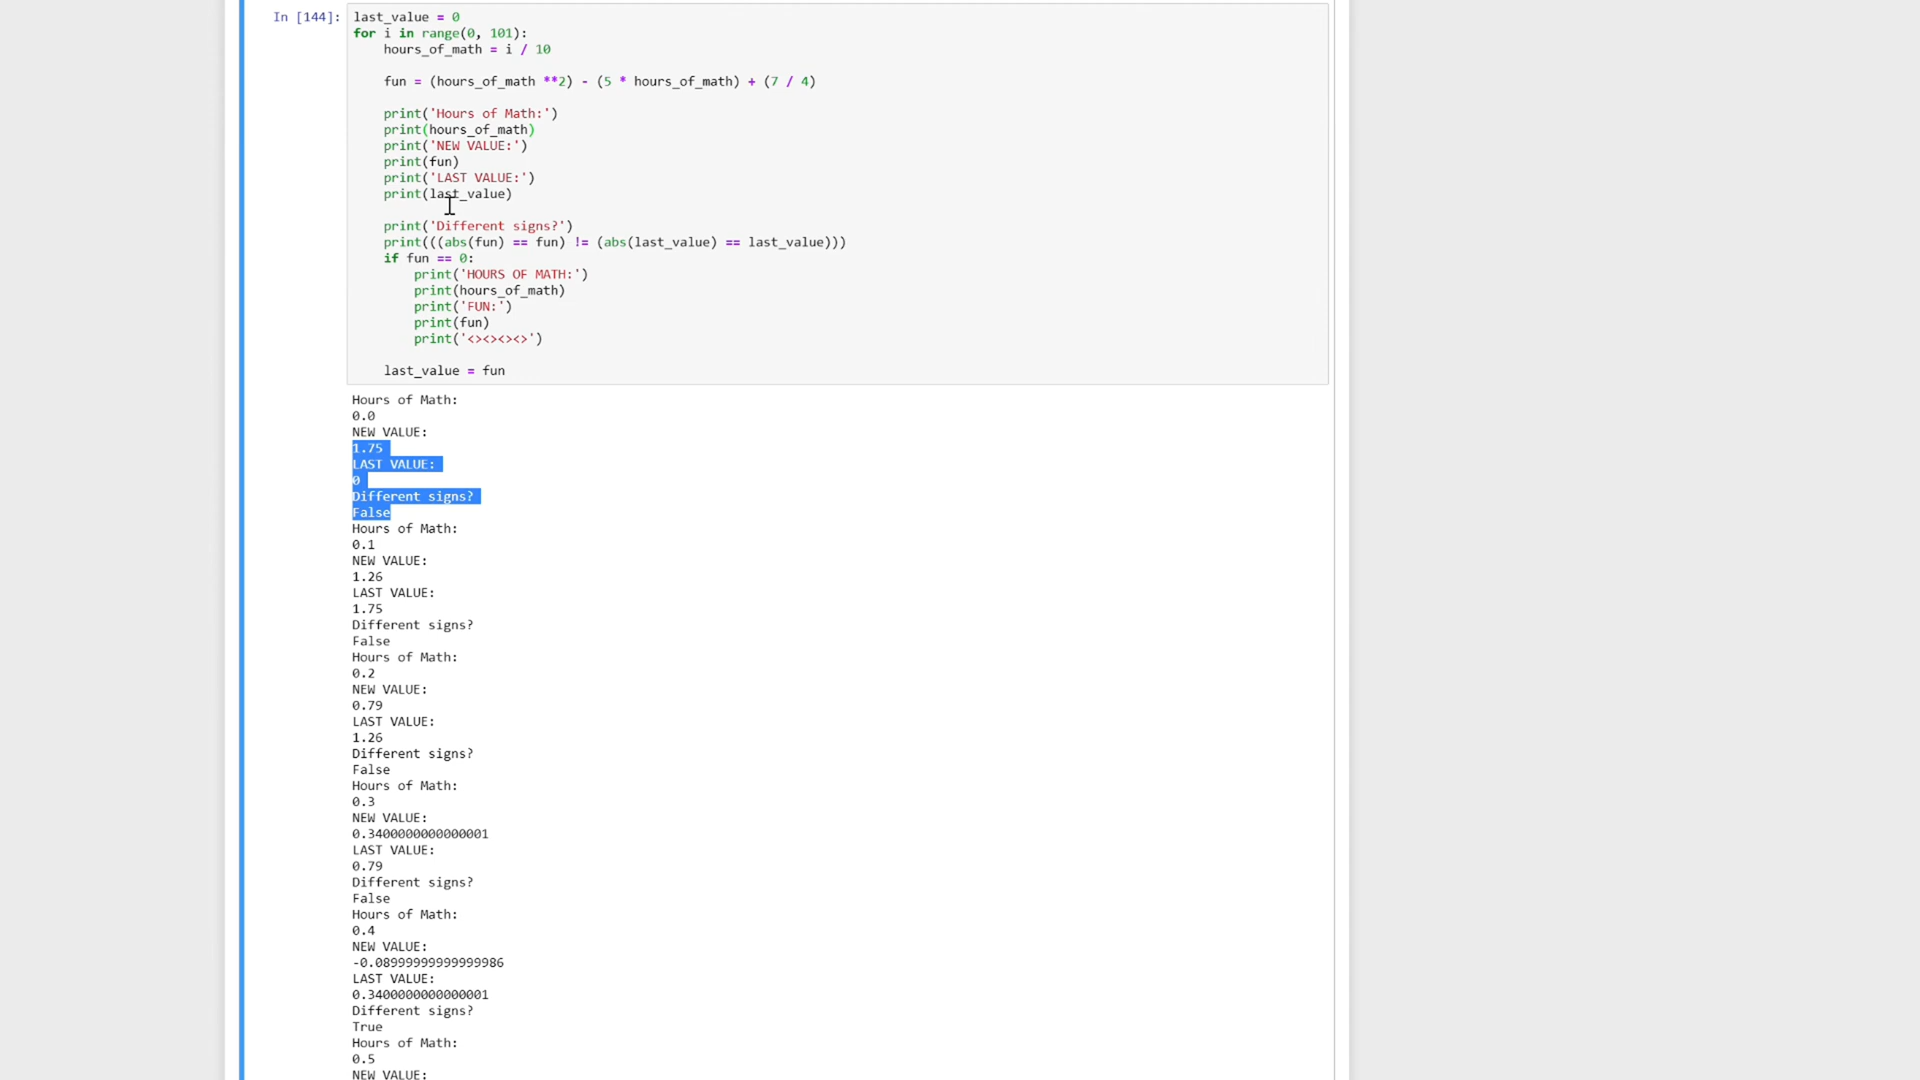 In [144]:
last_value = 0
for i in range(0, 101):
    hours_of_math = i / 10
    fun = (hours_of_math **2) - (5 * hours_of_math) + (7 / 4)
    print('Hours of Math:')
    print(hours_of_math)
    print('NEW VALUE:')
    print(fun)
    print('LAST VALUE:')
    print(last_value)
    print('Different signs?')
    print(((abs(fun) == fun) != (abs(last_value) == last_value)))
    if fun == 0:
        print('HOURS OF MATH:')
        print(hours_of_math)
        print('FUN:')
        print(fun)
        print('<><><><>')
    last_value = fun
Hours of Math:
0.0
NEW VALUE:
1.75
LAST VALUE:
0
Different signs?
False
Hours of Math:
0.1
NEW VALUE:
1.26
LAST VALUE:
1.75
Different signs?
False
Hours of Math:
0.2
NEW VALUE:
0.79
LAST VALUE:
1.26
Different signs?
False
Hours of Math:
0.3
NEW VALUE:
0.3400000000000001
LAST VALUE:
0.79
Different signs?
False
Hours of Math:
0.4
NEW VALUE:
-0.08999999999999986
LAST VALUE:
0.3400000000000001
Different signs?
True
Hours of Math:
0.5
NEW VALUE: